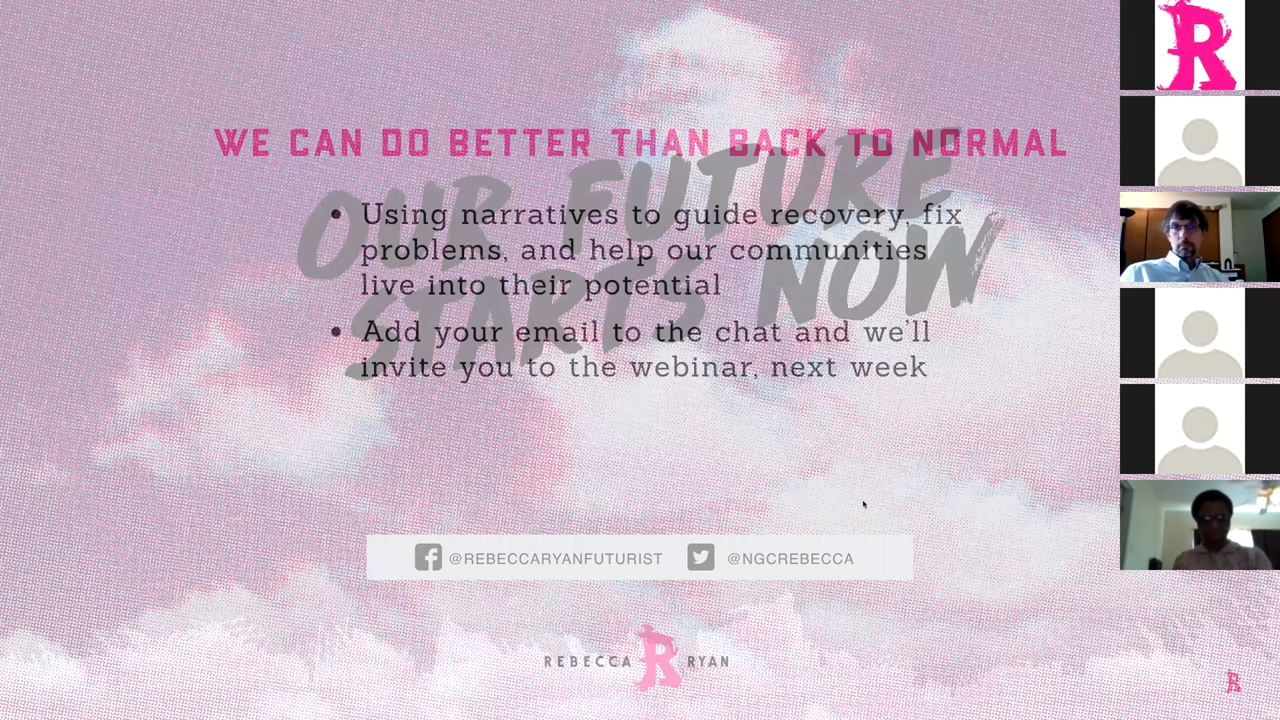 R
WE CAN DO BETTER THAN BACK TO NORMAL
OUR FUTURE
STARTS NOW
• Using narratives to guide recovery, fix
problems, and help our communities
live into their potential
• Add your email to the chat and we'll
invite you to the webinar, next week
@REBECCARYANFUTURIST @NGCREBECCA
REBECCA R RYAN
R